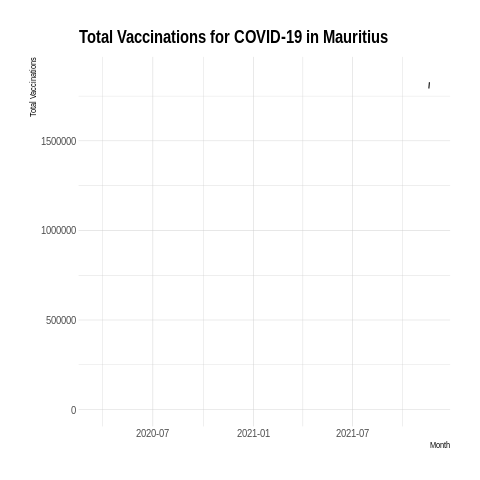 Total Vaccinations for COVID-19 in Mauritius
Total Vaccinations
1500000
1000000
500000
0
2020-07 2021-01 2021-07
Month